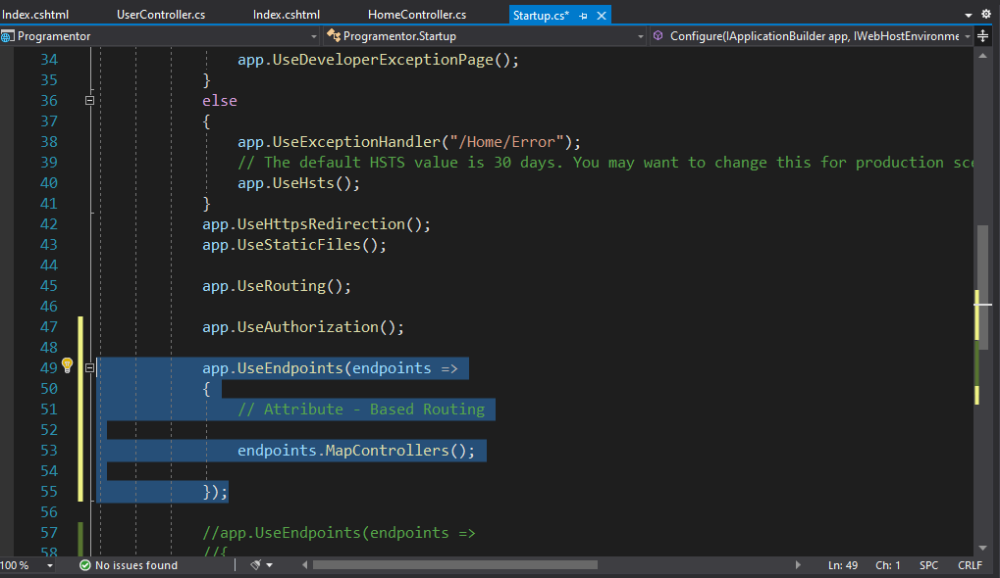 Index.cshtml UserController.cs Index.cshtml HomeController.cs Startup.cs*
Programentor Programentor.Startup Configure(IApplicationBuilder app, IWebHostEnvironme
34 app.UseDeveloperExceptionPage();
35 }
36 else
37 {
38 app.UseExceptionHandler("/Home/Error");
39 // The default HSTS value is 30 days. You may want to change this for production sce
40 app.UseHsts();
41 }
42 app.UseHttpsRedirection();
43 app.UseStaticFiles();
44
45 app.UseRouting();
46
47 app.UseAuthorization();
48
49 app.UseEndpoints(endpoints =>
50 {
51 // Attribute - Based Routing
52
53 endpoints.MapControllers();
54
55 });
56
57 //app.UseEndpoints(endpoints =>
58 //{
100 % No issues found Ln: 49 Ch: 1 SPC CRLF